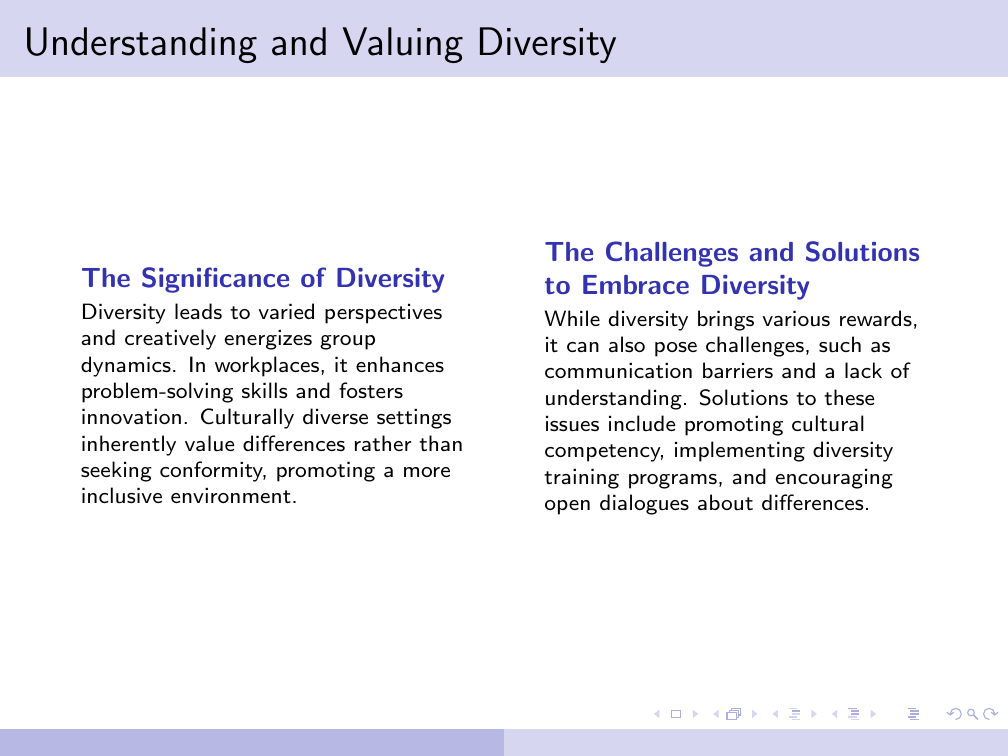 Understanding and Valuing Diversity
The Significance of Diversity
Diversity leads to varied perspectives
and creatively energizes group
dynamics. In workplaces, it enhances
problem-solving skills and fosters
innovation. Culturally diverse settings
inherently value differences rather than
seeking conformity, promoting a more
inclusive environment.
The Challenges and Solutions
to Embrace Diversity
While diversity brings various rewards,
it can also pose challenges, such as
communication barriers and a lack of
understanding. Solutions to these
issues include promoting cultural
competency, implementing diversity
training programs, and encouraging
open dialogues about differences.